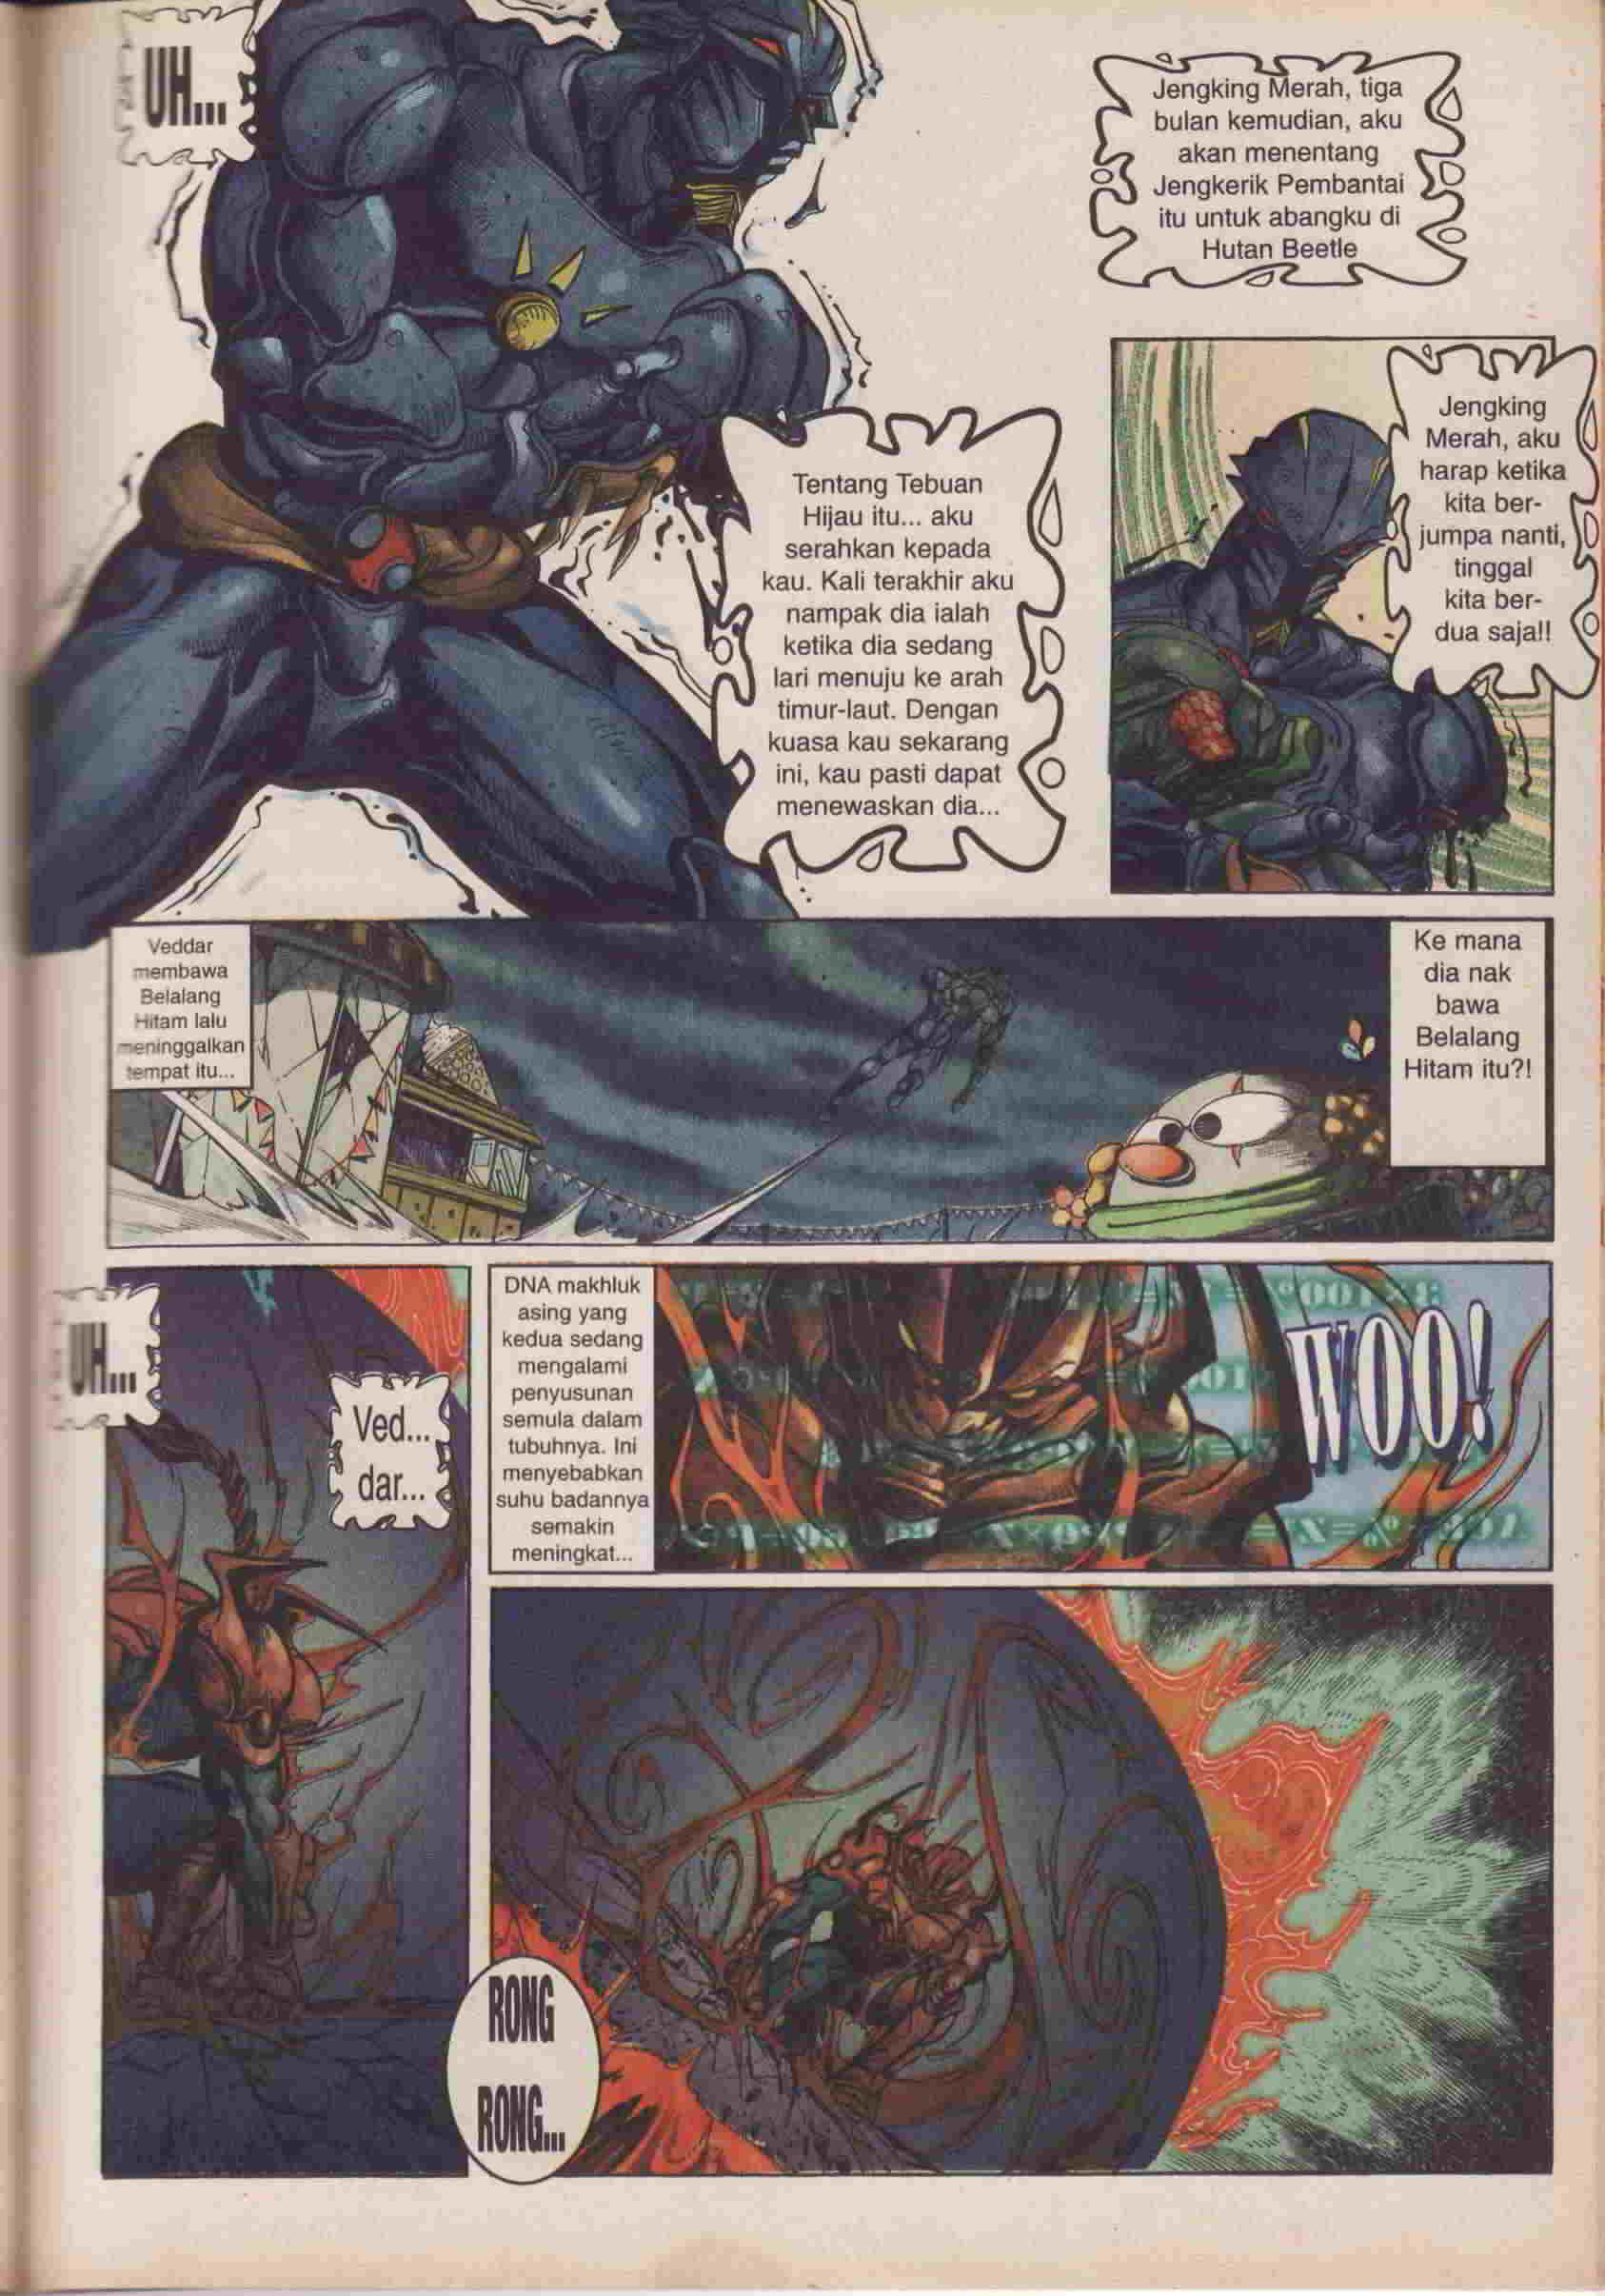 UH...
Jengking Merah, tiga
bulan kemudian, aku
akan menentang
Jengkerik Pembantai
itu untuk abangku di
Hutan Beetle
Tentang Tebuan
Hijau itu... aku
serahkan kepada
kau. Kali terakhir aku
nampak dia ialah
ketika dia sedang
lari menuju ke arah
timur-laut. Dengan
kuasa kau sekarang
ini, kau pasti dapat
menewaskan dia...
Jengking
Merah, aku
harap ketika
kita ber-
jumpa nanti,
tinggal
kita ber-
dua saja!!
Veddar
membawa
Belalang
Hitam lalu
meninggalkan
tempat itu...
Ke mana
dia nak
bawa
Belalang
Hitam itu?!
UH...
Ved...
dar...
DNA makhluk
asing yang
kedua sedang
mengalami
penyusunan
semula dalam
tubuhnya. Ini
menyebabkan
suhu badannya
semakin
meningkat...
WOO!
RONG
RONG...